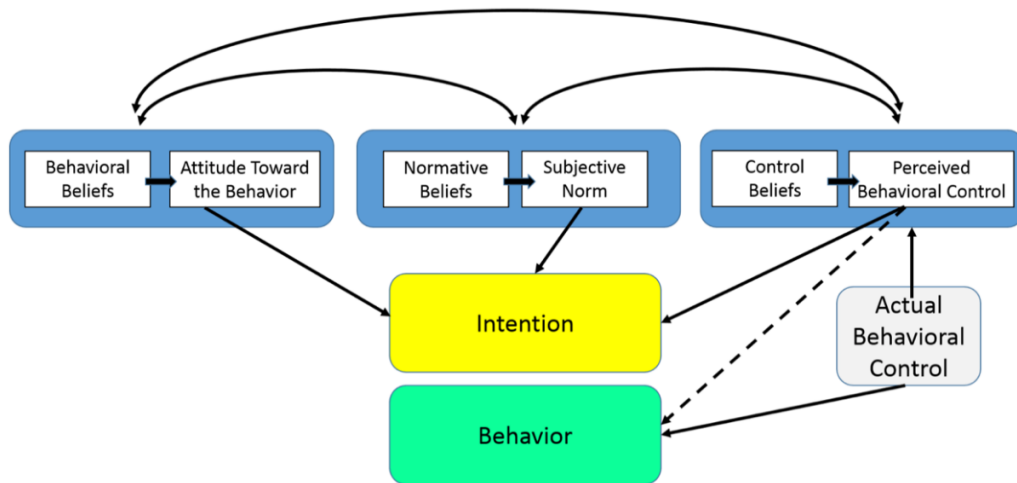 Behavioral
Beliefs
Attitude Toward
the Behavior
Normative
Beliefs
Subjective
Norm
Control
Beliefs
Perceived
Behavioral Control
Intention
Actual
Behavioral
Control
Behavior